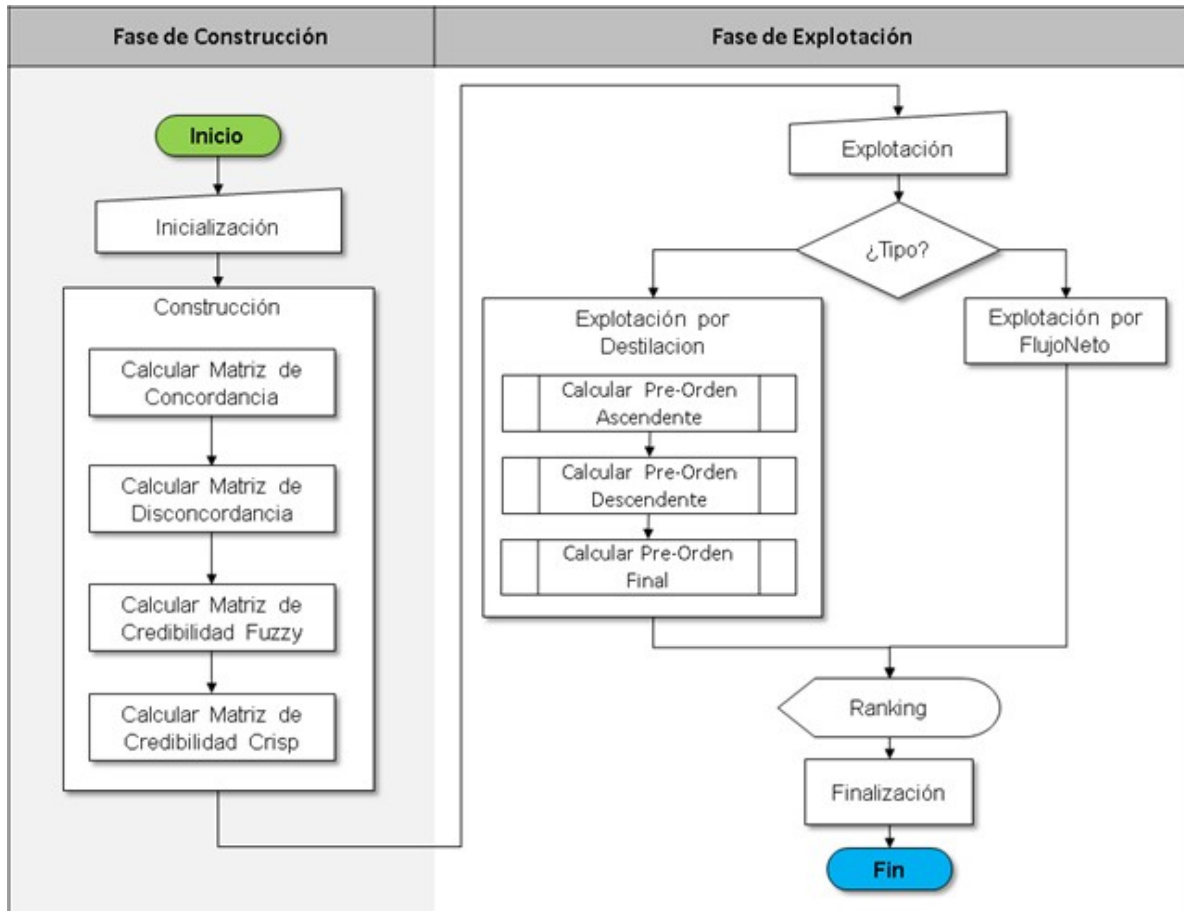 Fase de Construcción
Fase de Explotación
Inicio
Inicialización
Construcción
Calcular Matriz de
Concordancia
Calcular Matriz de
Disconcordancia
Calcular Matriz de
Credibilidad Fuzzy
Calcular Matriz de
Credibilidad Crisp
Explotación
¿Tipo?
Explotación por
Destilacion
Calcular Pre-Orden
Ascendente
Calcular Pre-Orden
Descendente
Calcular Pre-Orden
Final
Explotación por
FlujoNeto
Ranking
Finalización
Fin